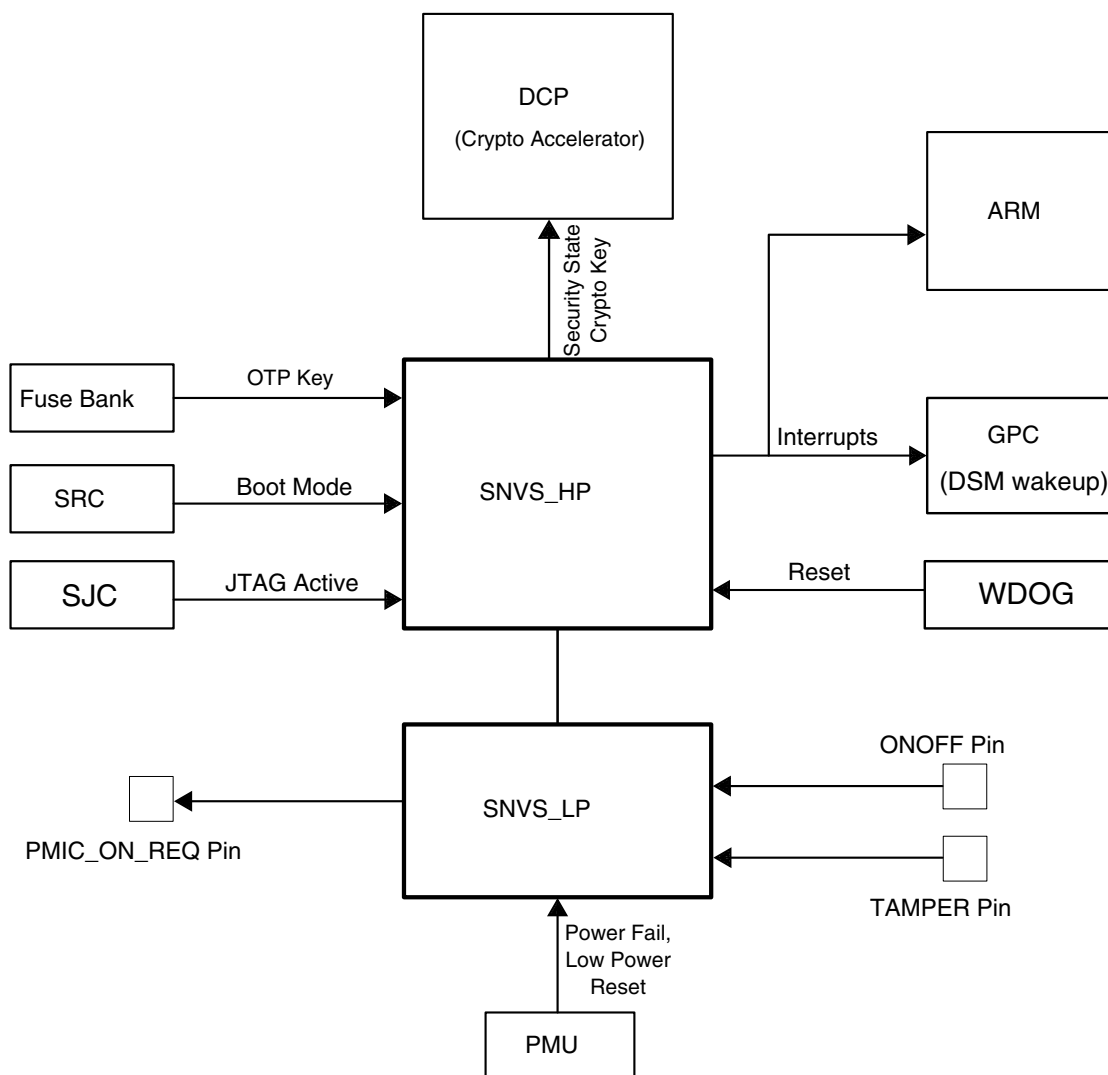 DCP
(Crypto Accelerator)
ARM
Security State
Crypto Key
Fuse Bank
OTP Key
SRC
Boot Mode
SJC
JTAG Active
SNVS_HP
Interrupts
GPC
(DSM wakeup)
Reset
WDOG
SNVS_LP
ONOFF Pin
TAMPER Pin
PMIC_ON_REQ Pin
Power Fail,
Low Power
Reset
PMU